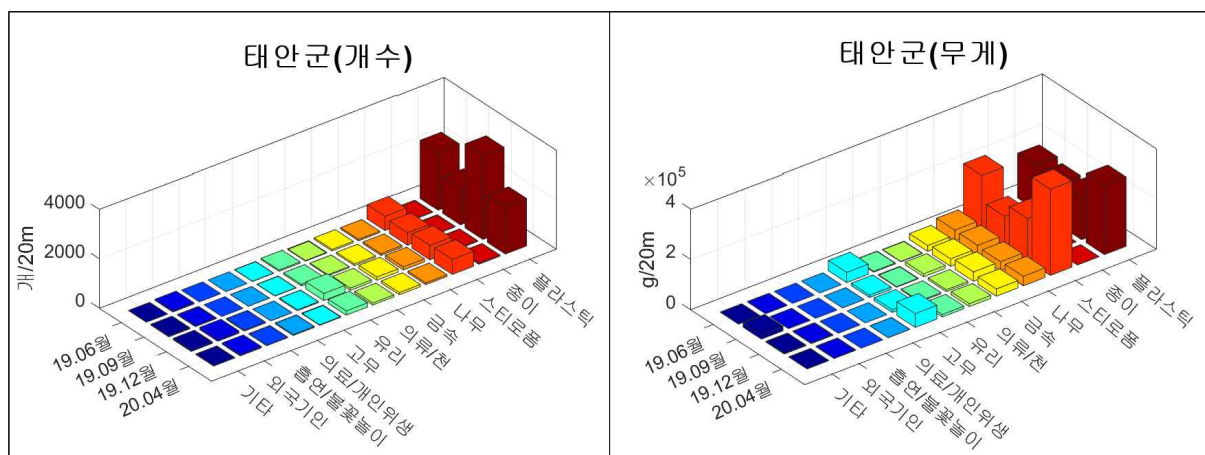 태안군(개수)
4000
2000
0
개/20m
19.06월
19.09월
19.12월
20.04월
기타
외국기인
흡연/불꽃놀이
의료/개인위생
고무
유리
의류/천
금속
나무
스티로폼
종이
플라스틱
태안군(무게)
×10⁵
4
2
0
g/20m
19.06월
19.09월
19.12월
20.04월
기타
외국기인
흡연/불꽃놀이
의료/개인위생
고무
유리
의류/천
금속
나무
스티로폼
종이
플라스틱